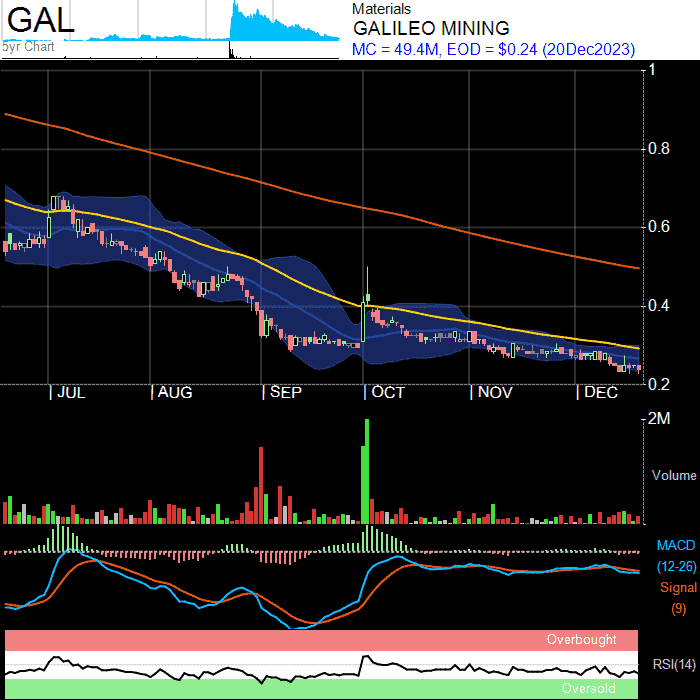 GAL
5yr Chart
Materials
GALILEO MINING
MC = 49.4M, EOD = $0.24 (20Dec2023)
1
0.8
0.6
0.4
0.2
| JUL | AUG | SEP | OCT | NOV | DEC
2M
Volume
MACD
(12-26)
Signal
(9)
Overbought
RSI(14)
Oversold